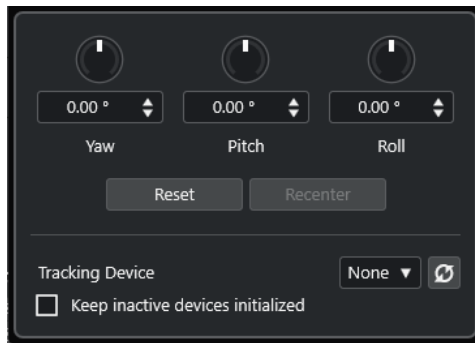 0.00 ° 0.00 ° 0.00 °
Yaw Pitch Roll
Reset Recenter
Tracking Device None
Keep inactive devices initialized